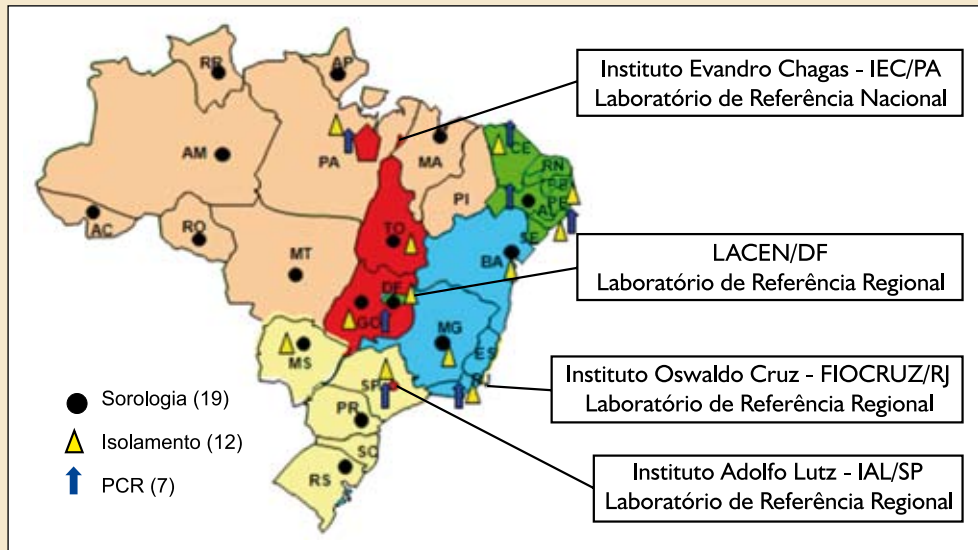 RR
AP
Instituto Evandro Chagas - IEC/PA
Laboratório de Referência Nacional
AM
PA
MA
CE
RN
PB
PI
PE
AL
AC
RO
TO
SE
MT
BA
LACEN/DF
Laboratório de Referência Regional
DF
GO
MG
ES
MS
SP
RJ
Instituto Oswaldo Cruz - FIOCRUZ/RJ
Laboratório de Referência Regional
Sorologia (19)
PR
Isolamento (12)
SC
Instituto Adolfo Lutz - IAL/SP
Laboratório de Referência Regional
RS
PCR (7)